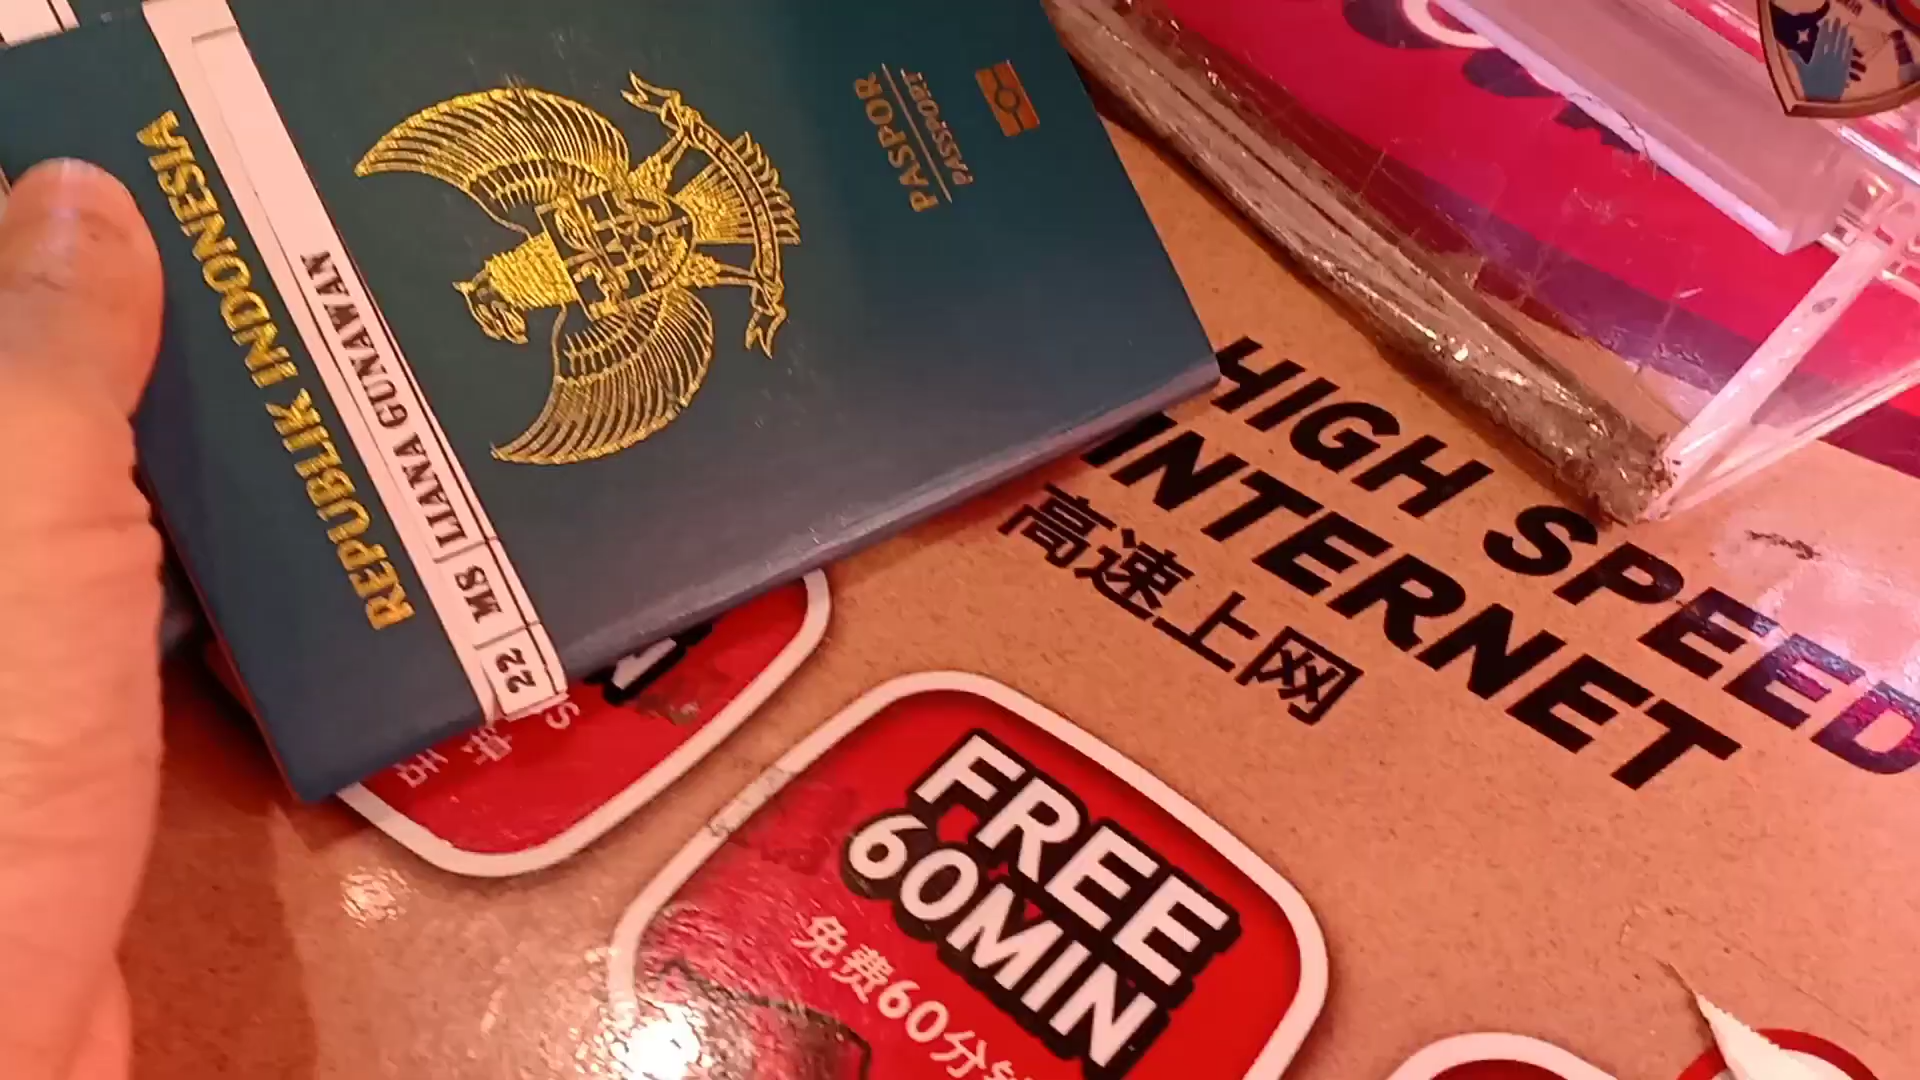 REPUBLIK INDONESIA
22 MS LIANA GUNAWAN
PASPOR
PASSPORT
HIGH SPEED
INTERNET
高速上网
FREE
60MIN
免费60分钟